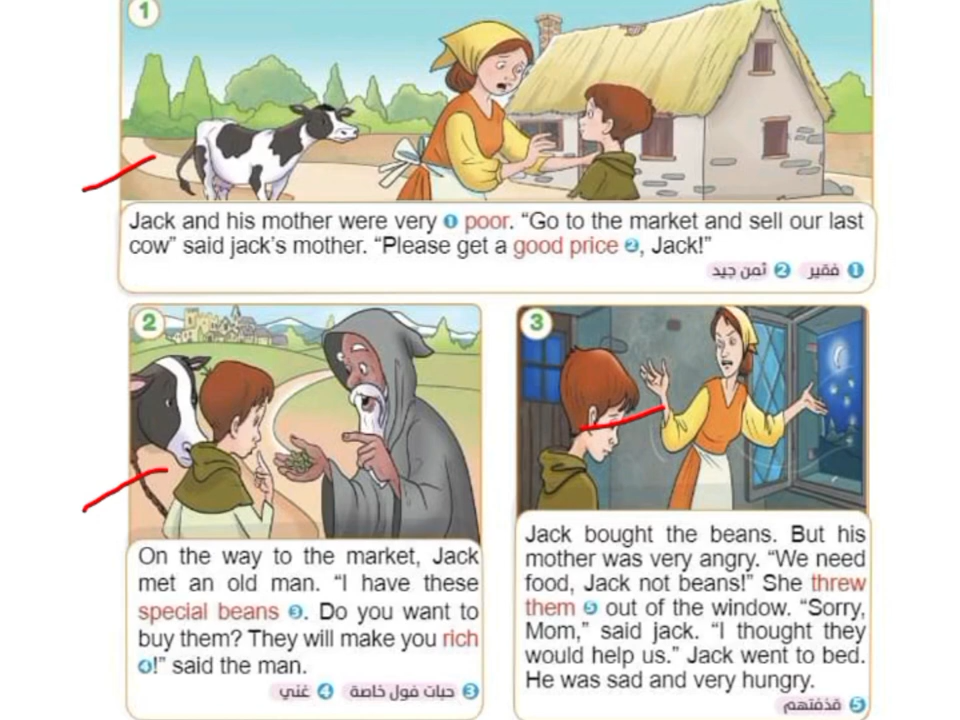 1
Jack and his mother were very 1 poor. “Go to the market and sell our last
cow” said jack’s mother. “Please get a good price 2, Jack!”
1 فقير 2 ثمن جيد
2
On the way to the market, Jack
met an old man. “I have these
special beans 3. Do you want to
buy them? They will make you rich
4!” said the man.
3 حبات فول خاصة 4 غني
3
Jack bought the beans. But his
mother was very angry. “We need
food, Jack not beans!” She threw
them 5 out of the window. “Sorry,
Mom,” said jack. “I thought they
would help us.” Jack went to bed.
He was sad and very hungry.
5 قذفتهم